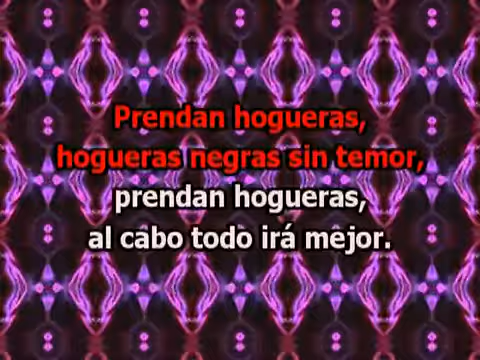 Prendan hogueras,
hogueras negras sin temor,
prendan hogueras,
al cabo todo irá mejor.